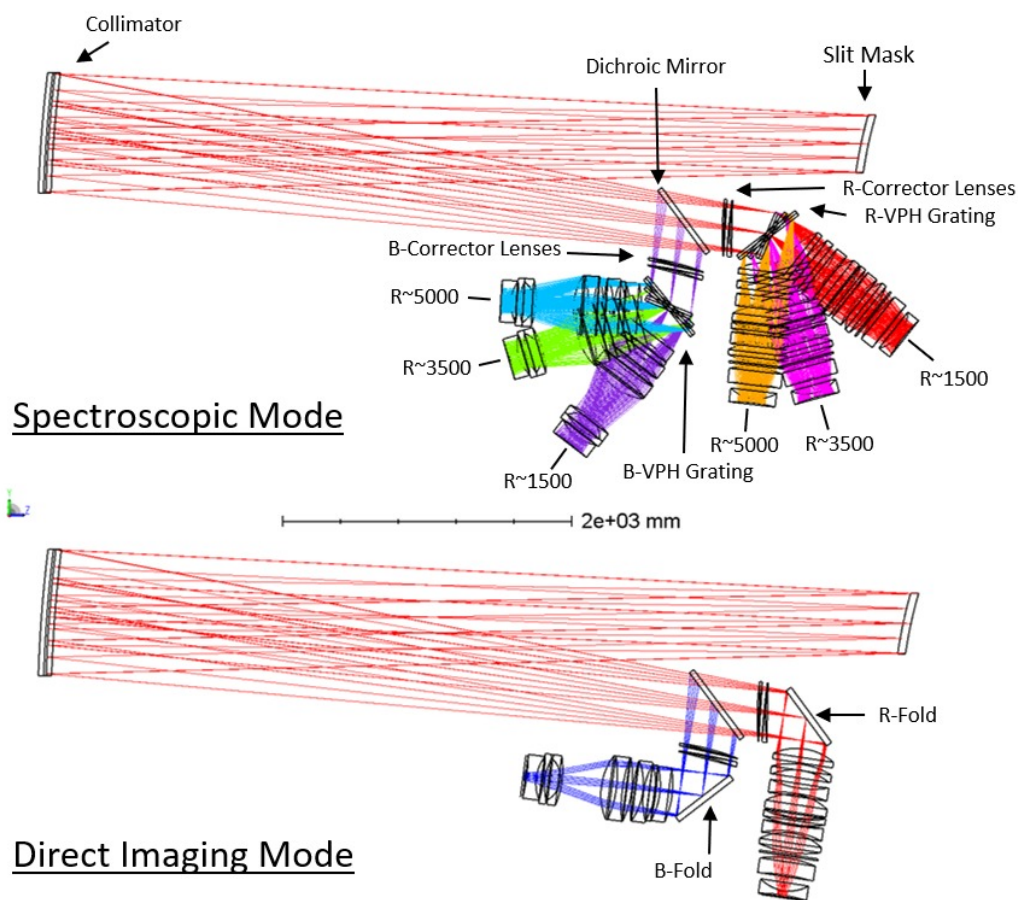 Collimator
Dichroic Mirror
Slit Mask
R-Corrector Lenses
R-VPH Grating
B-Corrector Lenses
R~5000
R~3500
R~1500
Spectroscopic Mode
R~5000
R~3500
R~1500
B-VPH Grating
Y
Z
2e+03 mm
R-Fold
B-Fold
Direct Imaging Mode